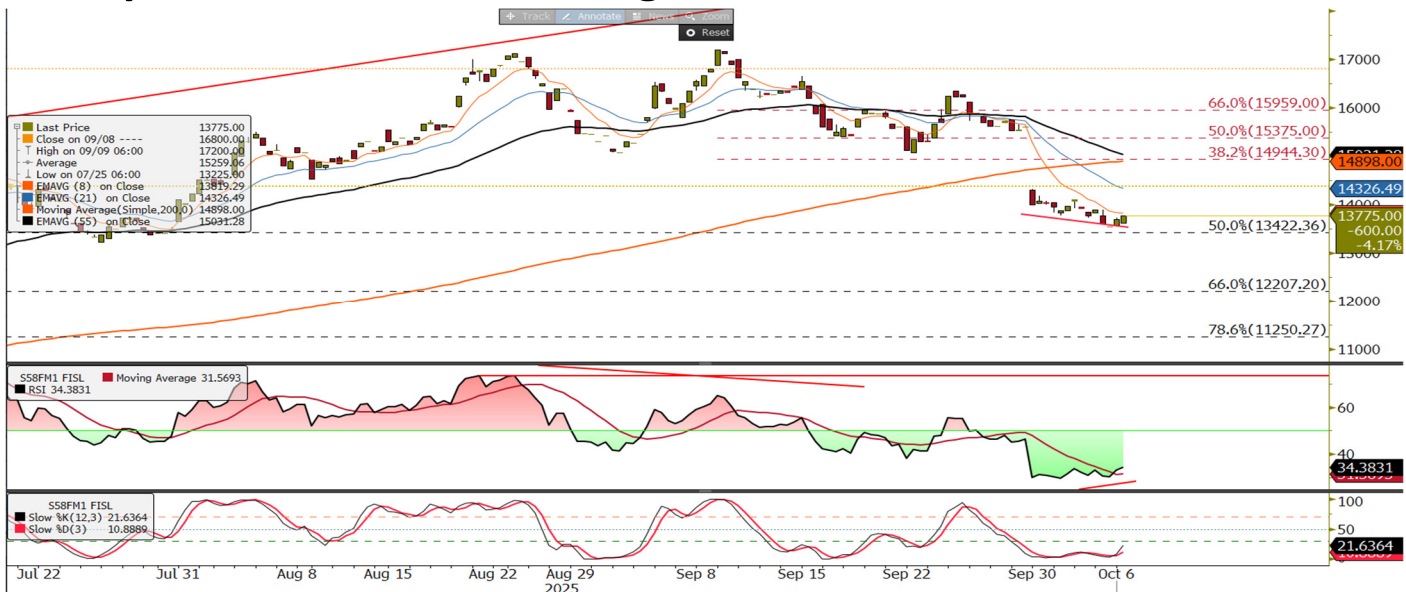 Track Annotate News Zoom
Reset
Last Price 13775.00
Close on 09/08 ---- 16800.00
High on 09/09 06:00 17200.00
Average 15259.06
Low on 07/25 06:00 13225.00
EMAVG (8) on Close 13819.29
EMAVG (21) on Close 14326.49
Moving Average(Simple,200,0) 14898.00
EMAVG (55) on Close 15031.28
17000
16000
14898.00
14326.49
14000
13775.00
-600.00
-4.17%
13000
12000
11000
66.0%(15959.00)
50.0%(15375.00)
38.2%(14944.30)
50.0%(13422.36)
66.0%(12207.20)
78.6%(11250.27)
S58FM1 FISL Moving Average 31.5693
RSI 34.3831
60
40
34.3831
S58FM1 FISL
Slow %K(12,3) 21.6364
Slow %D(3) 10.8889
100
50
21.6364
0
Jul 22 Jul 31 Aug 8 Aug 15 Aug 22 Aug 29 Sep 8 Sep 15 Sep 22 Sep 30 Oct 6
2025